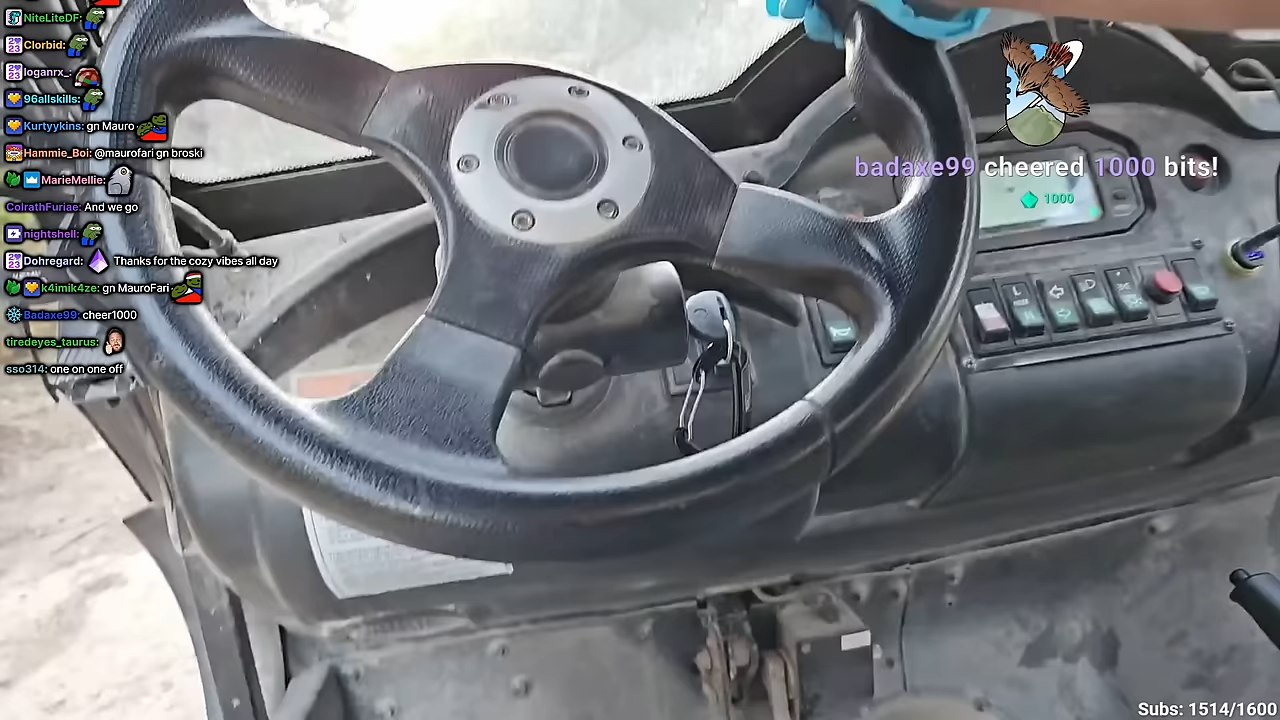 NiteLiteDF:
Clorbid:
loganrx_:
96allskills:
Kurtyykins: gn Mauro
Hammie_Boi: @maurofari gn broski
MarieMellie:
ColrathFuriae: And we go
nightshell:
Dohregard: Thanks for the cozy vibes all day
k4imik4ze: gn MauroFari
Badaxe99: cheer1000
tiredeyes_taurus:
sso314: one on one off
badaxe99 cheered 1000 bits!
1000
L
Subs: 1514/1600